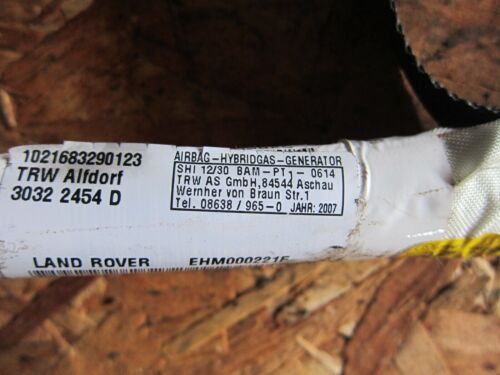 1021683290123
TRW Alfdorf
3032 2454 D
AIRBAG-HYBRIDGAS-GENERATOR
SHI 12/30 BAM-PT1-0614
TRW AS GmbH,84544 Aschau
Wernher von Braun Str.1
Tel. 08638/965-0 JAHR: 2007
LAND ROVER EHM000221F